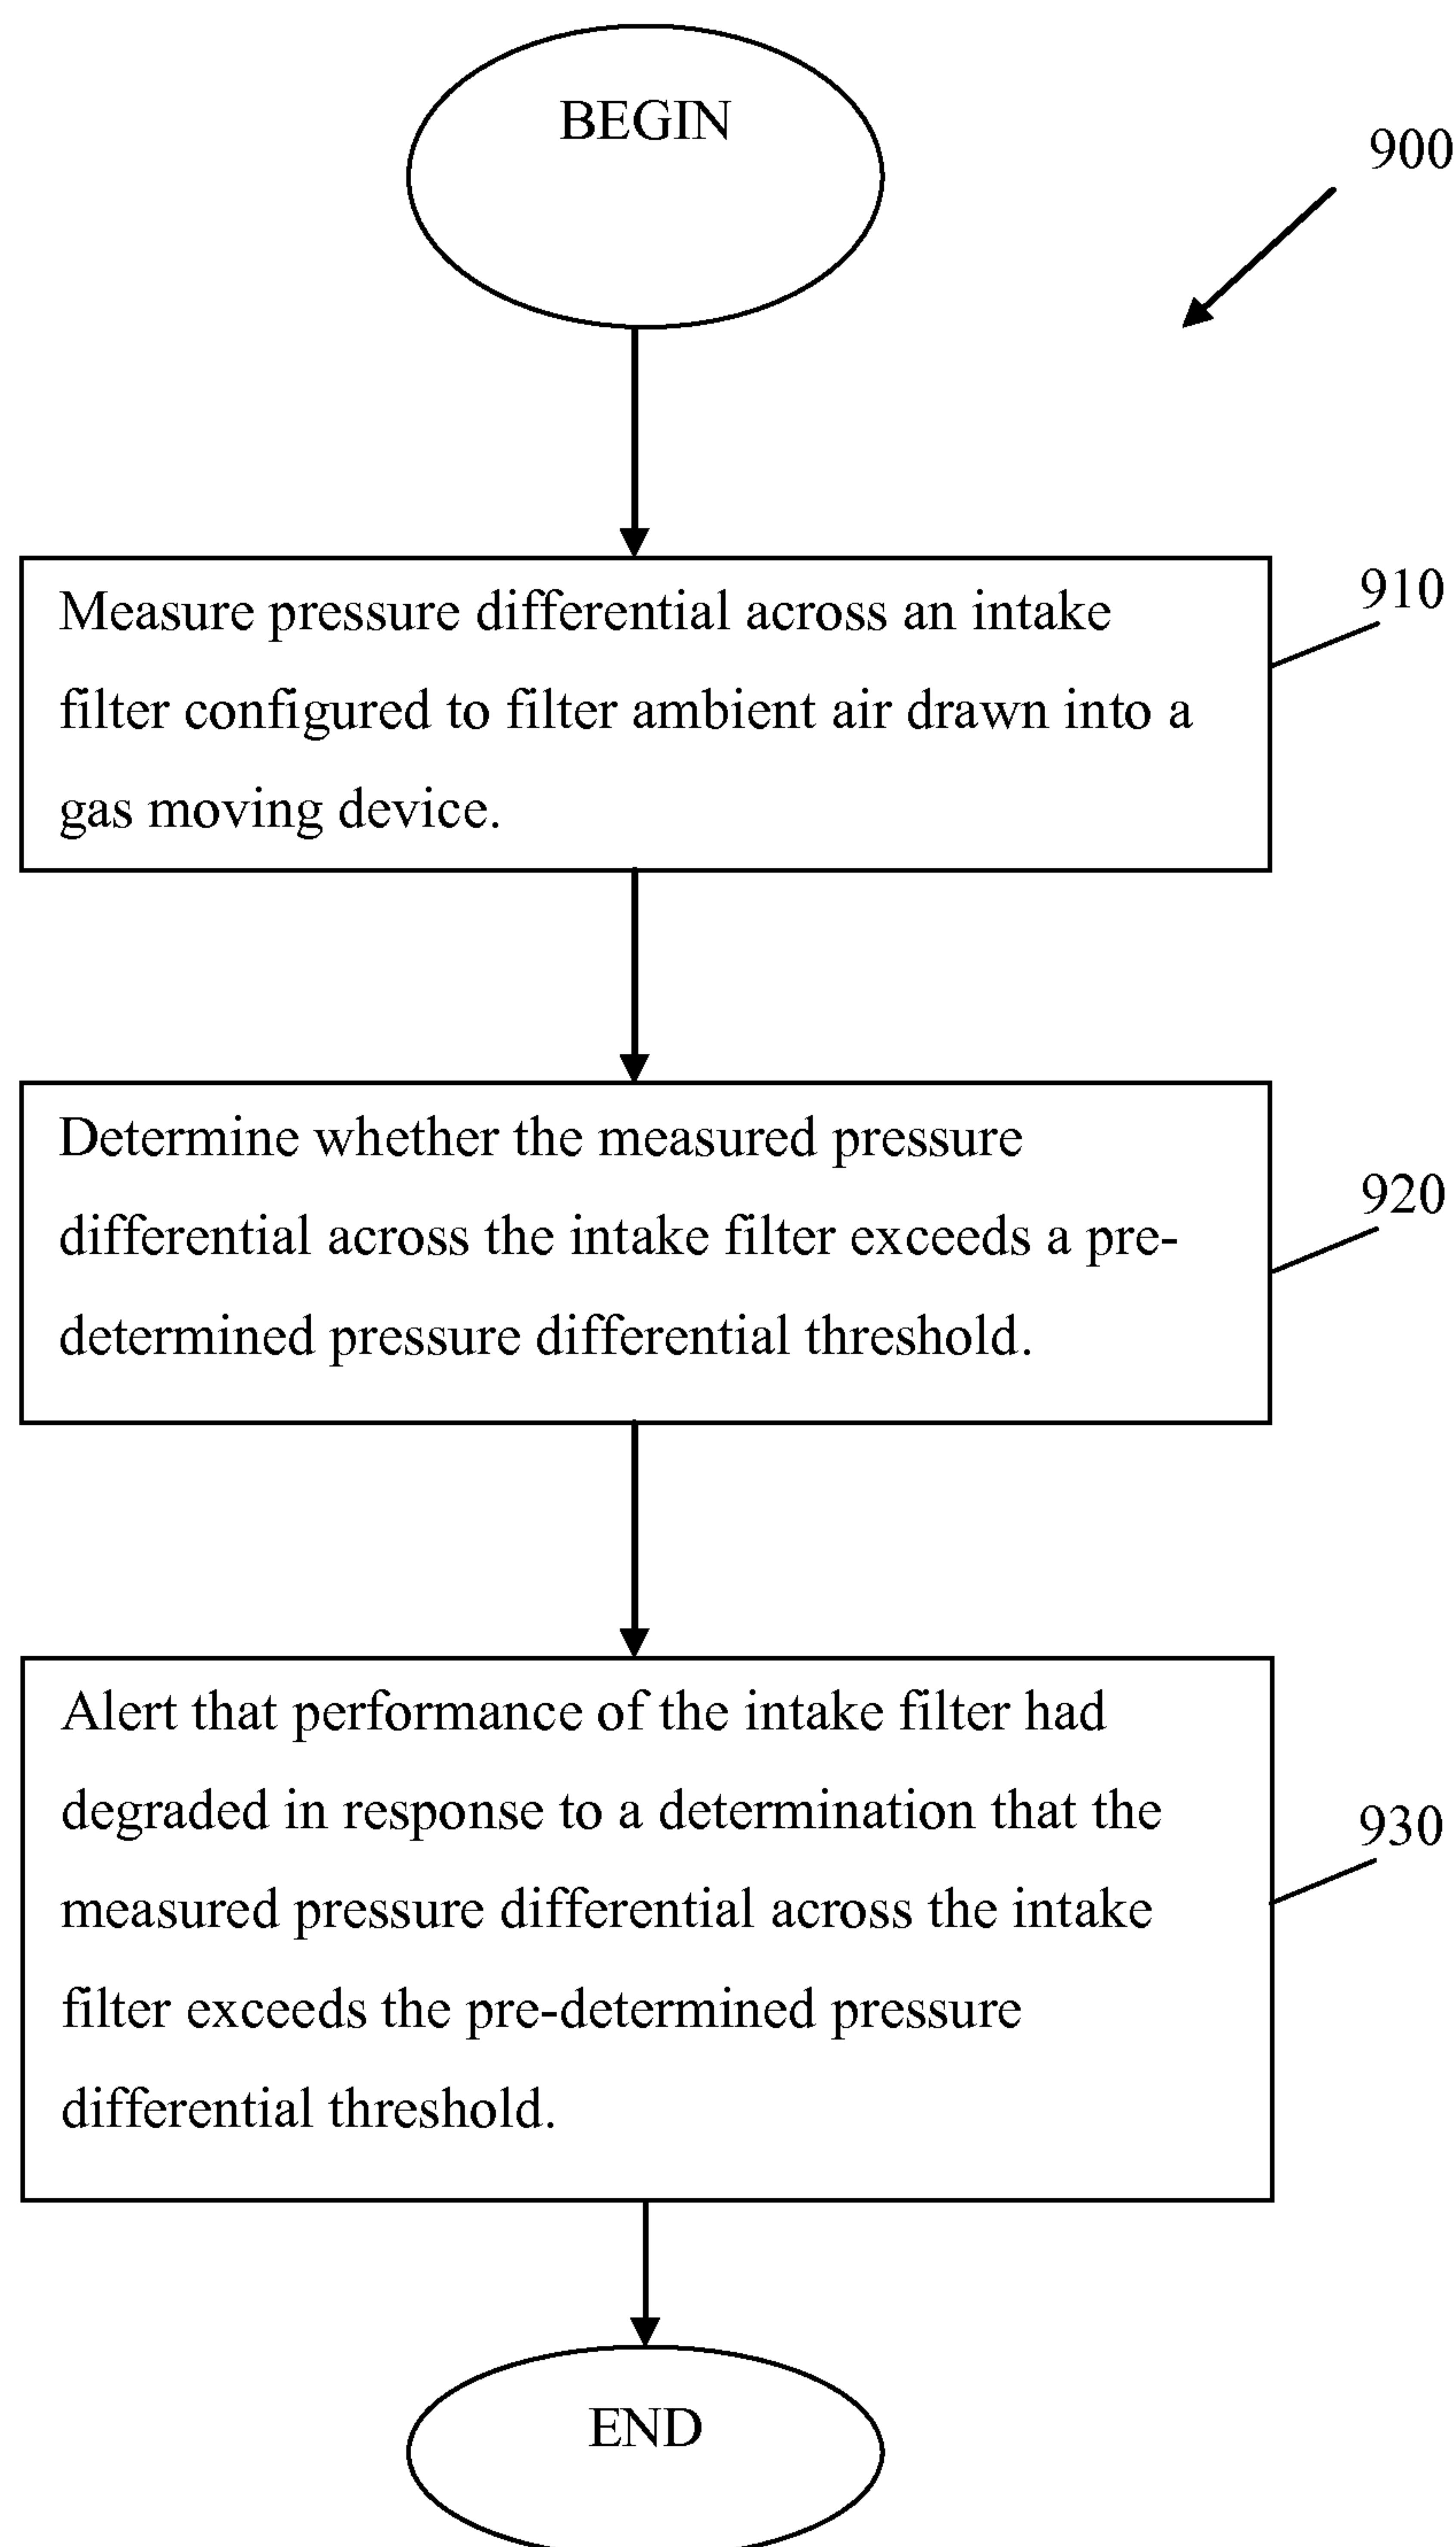 BEGIN
900
Measure pressure differential across an intake
filter configured to filter ambient air drawn into a
gas moving device.
910
Determine whether the measured pressure
differential across the intake filter exceeds a pre-
determined pressure differential threshold.
920
Alert that performance of the intake filter had
degraded in response to a determination that the
measured pressure differential across the intake
filter exceeds the pre-determined pressure
differential threshold.
930
END